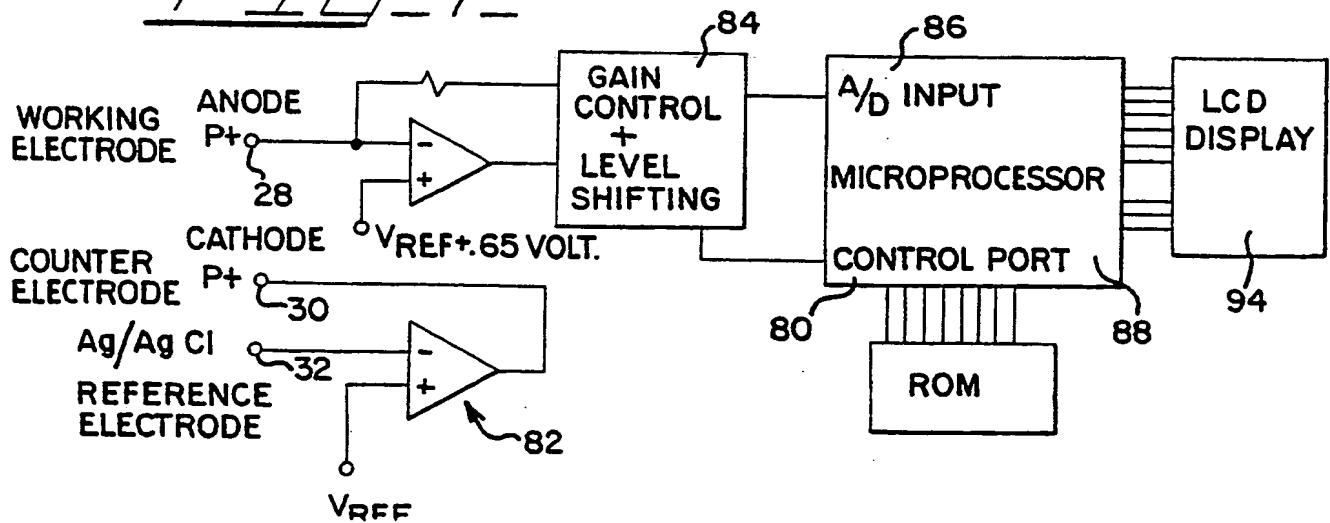 84
86
GAIN
CONTROL
+
LEVEL
SHIFTING
A/D INPUT
MICROPROCESSOR
CONTROL PORT
LCD
DISPLAY
WORKING
ELECTRODE
ANODE
P+
28
-
+
VREF+.65 VOLT.
CATHODE
COUNTER
ELECTRODE
P+
30
Ag/Ag Cl
32
REFERENCE
ELECTRODE
-
+
82
VREF
80
88
94
ROM